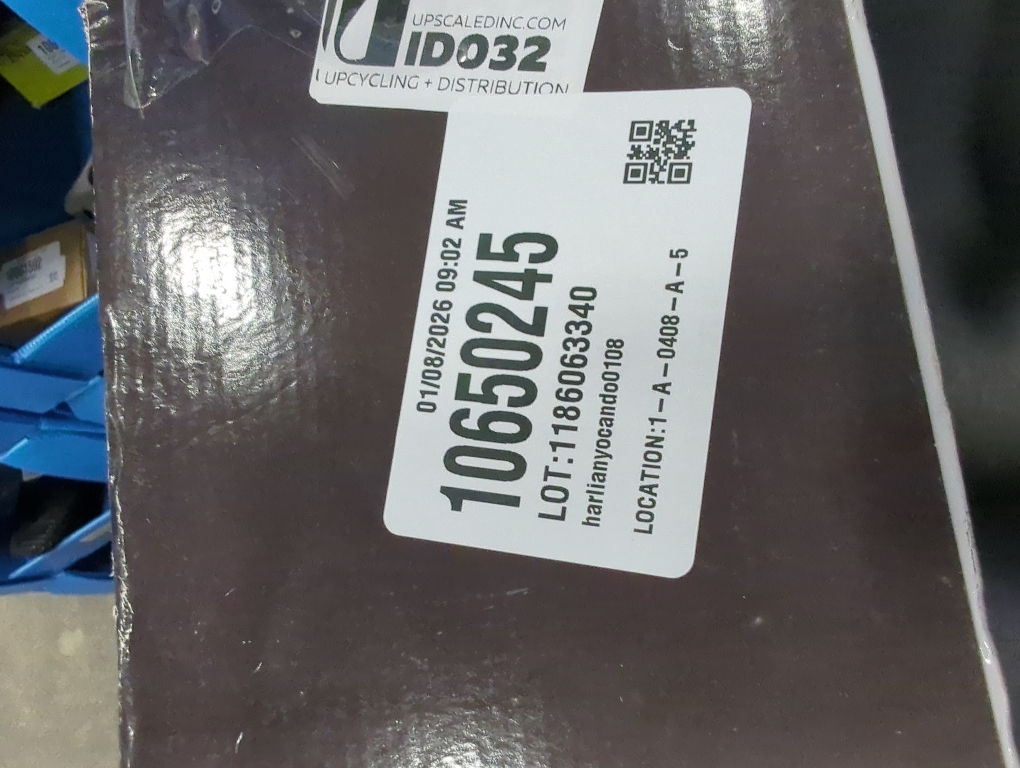 UPSCALEDINC.COM
ID032
UPCYCLING + DISTRIBUTION
01/08/2026 09:02 AM
10650245
LOT:1186063340
harlianyocando0108
LOCATION:1-A-0408-A-5